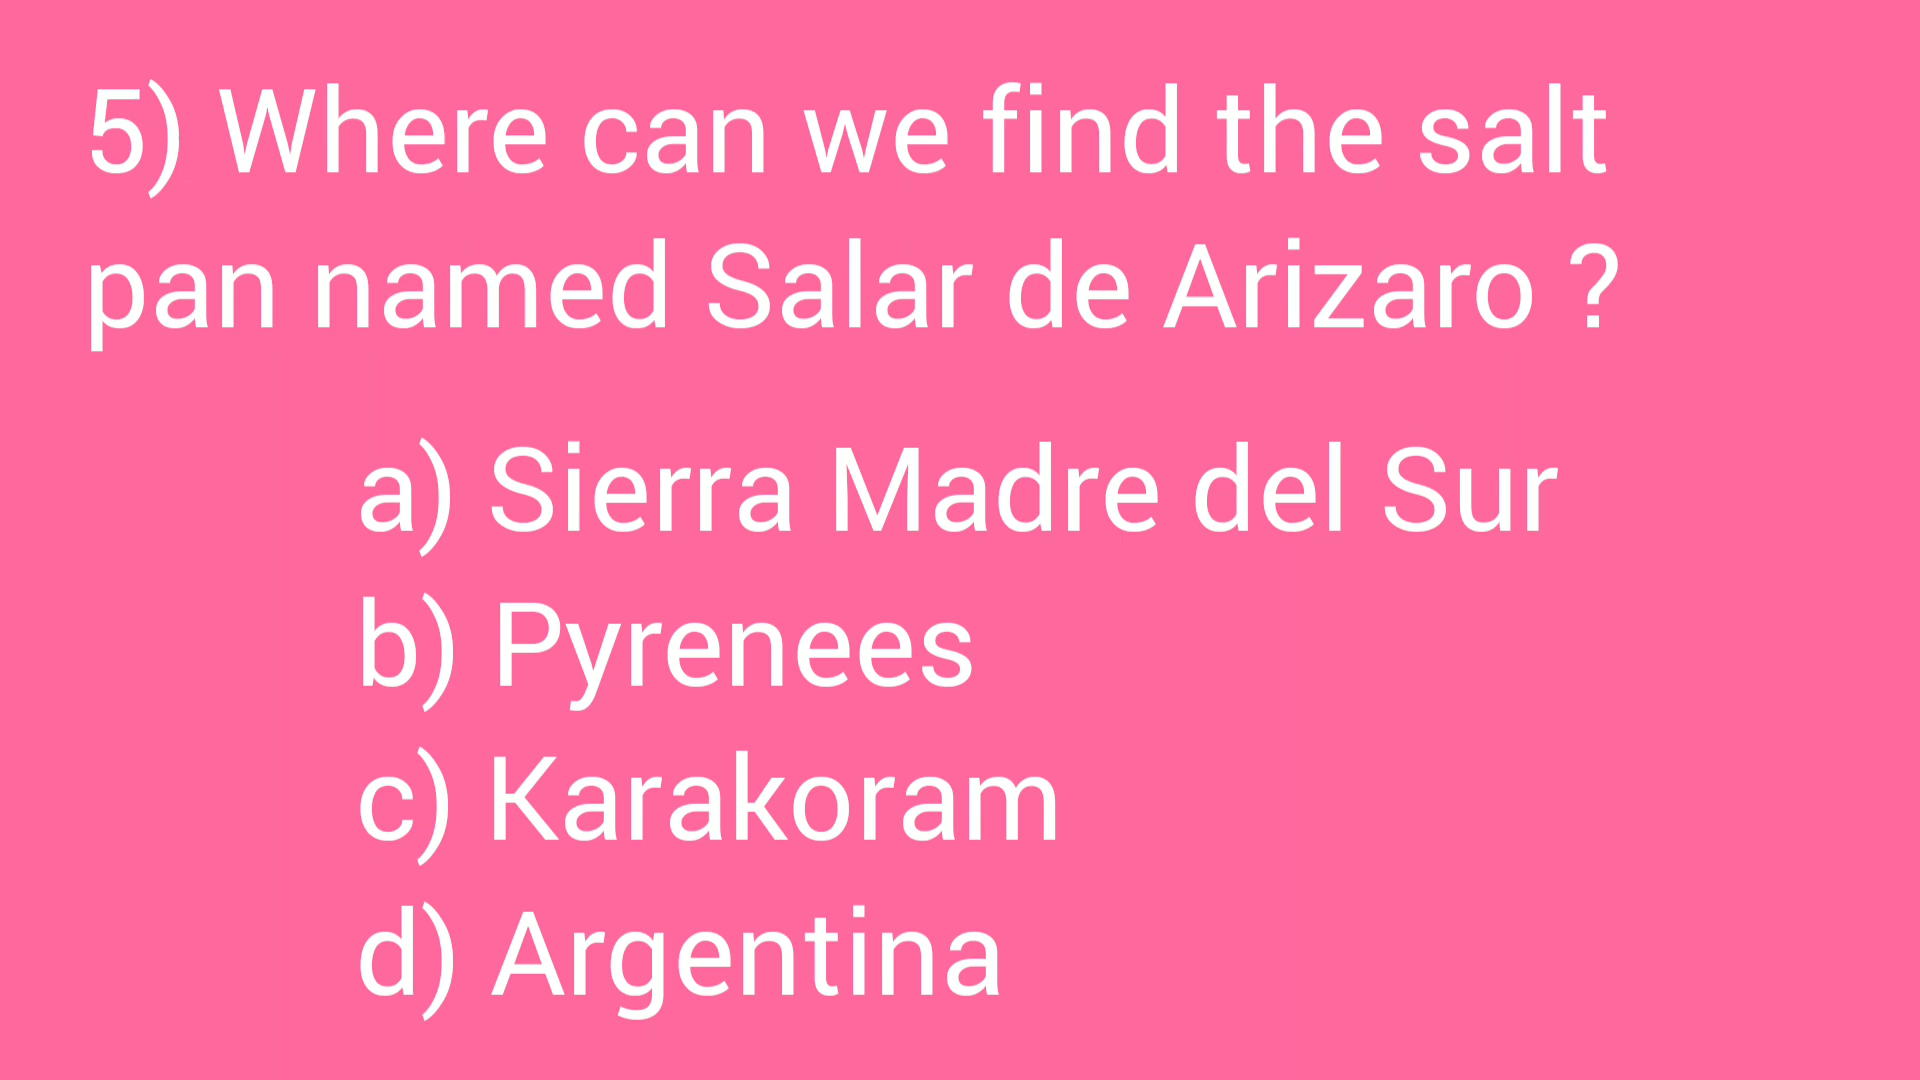 5) Where can we find the salt
pan named Salar de Arizaro ?
a) Sierra Madre del Sur
b) Pyrenees
c) Karakoram
d) Argentina